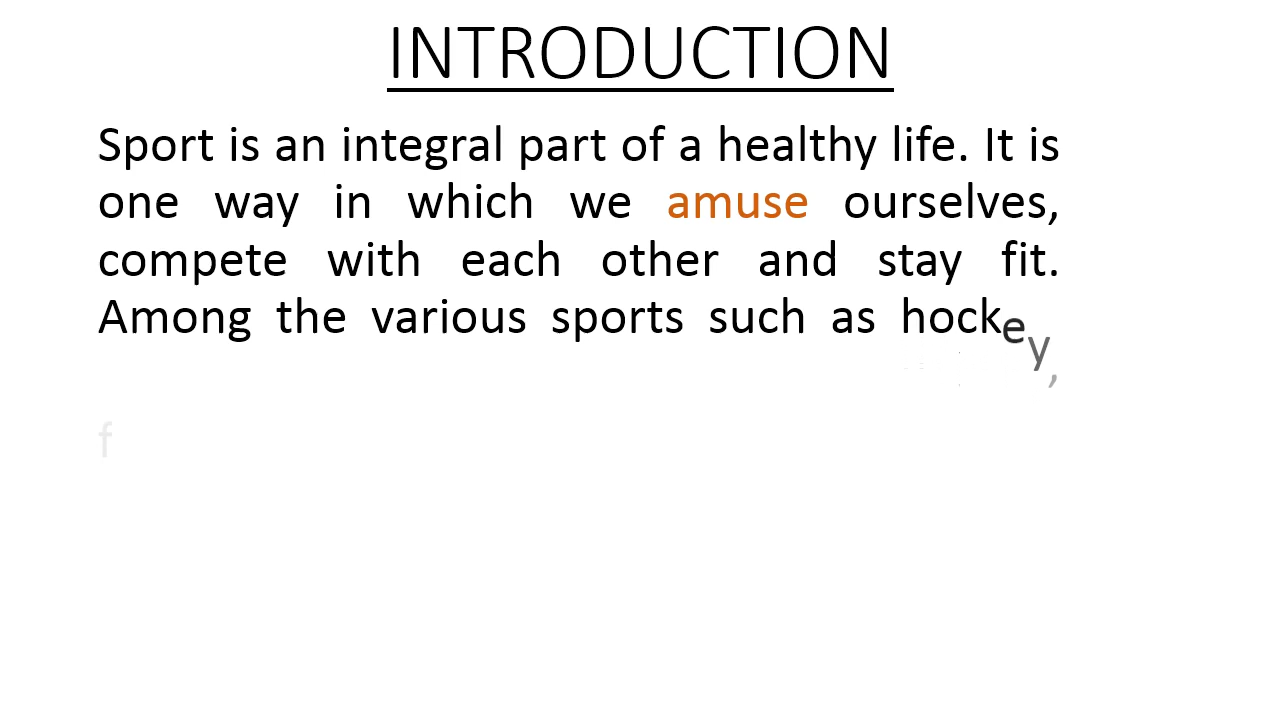 INTRODUCTION
Sport is an integral part of a healthy life. It is
one way in which we amuse ourselves,
compete with each other and stay fit.
Among the various sports such as hockey,
f